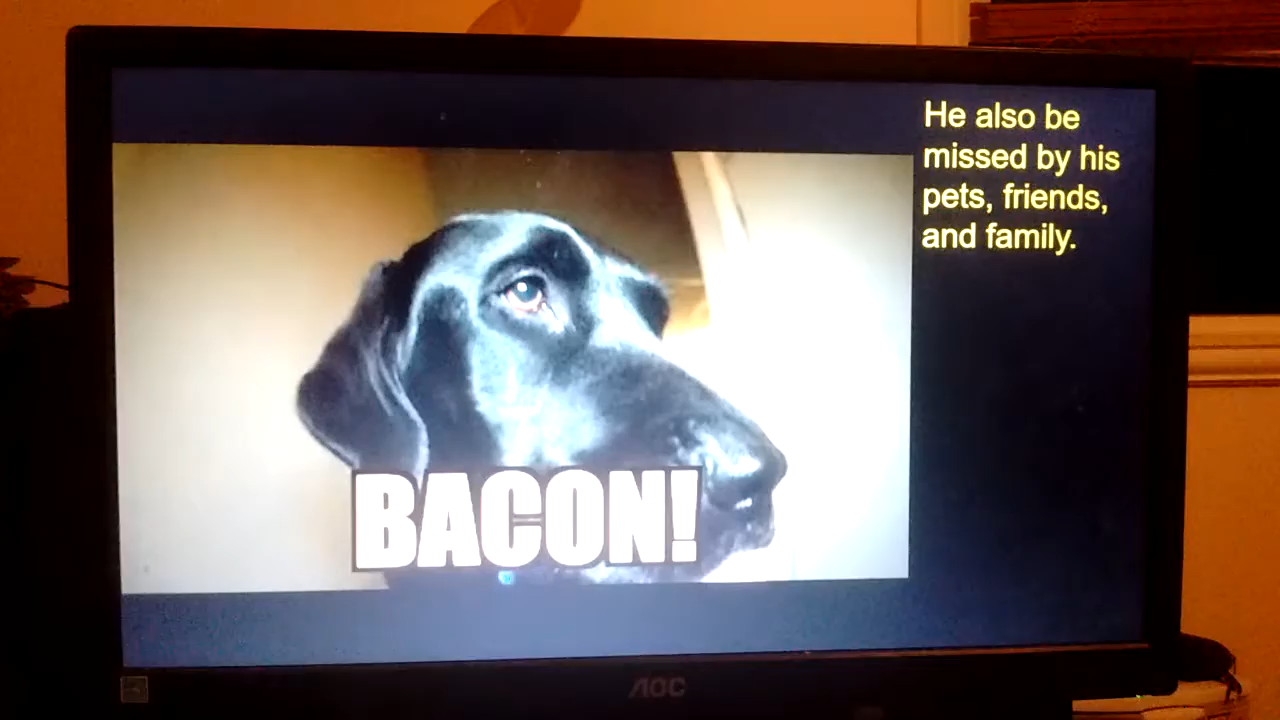 He also be
missed by his
pets, friends,
and family.
BACON!
AOC